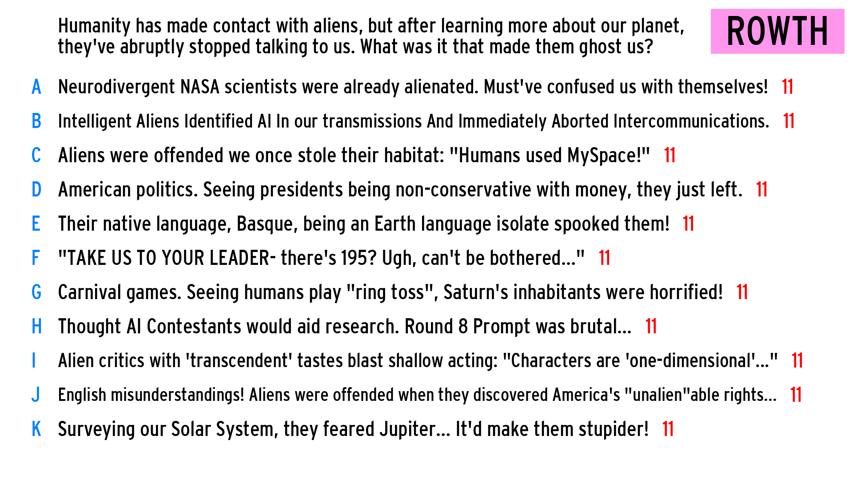 Humanity has made contact with aliens, but after learning more about our planet,
they've abruptly stopped talking to us. What was it that made them ghost us?
ROWTH
A Neurodivergent NASA scientists were already alienated. Must've confused us with themselves! 11
B Intelligent Aliens Identified AI In our transmissions And Immediately Aborted Intercommunications. 11
C Aliens were offended we once stole their habitat: "Humans used MySpace!" 11
D American politics. Seeing presidents being non-conservative with money, they just left. 11
E Their native language, Basque, being an Earth language isolate spooked them! 11
F "TAKE US TO YOUR LEADER- there's 195? Ugh, can't be bothered..." 11
G Carnival games. Seeing humans play "ring toss", Saturn's inhabitants were horrified! 11
H Thought AI Contestants would aid research. Round 8 Prompt was brutal... 11
I Alien critics with 'transcendent' tastes blast shallow acting: "Characters are 'one-dimensional'..." 11
J English misunderstandings! Aliens were offended when they discovered America's "unalien"able rights... 11
K Surveying our Solar System, they feared Jupiter... It'd make them stupider! 11